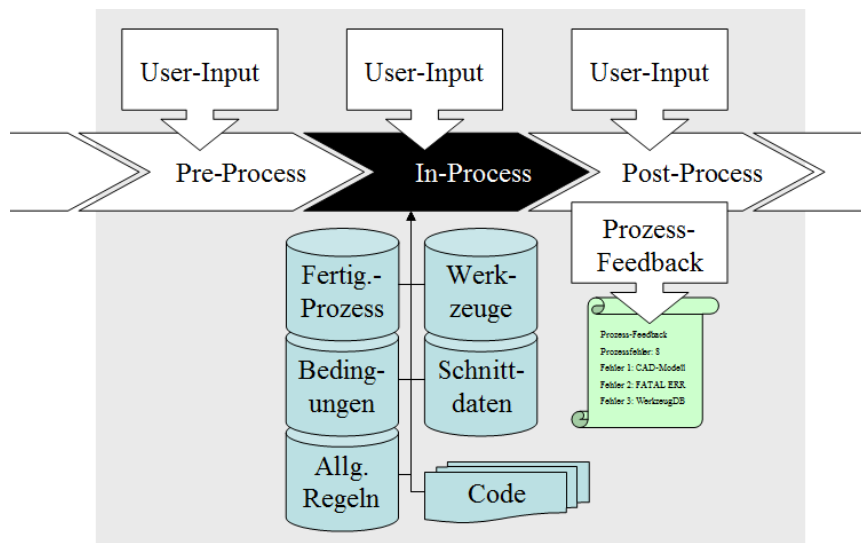 User-Input
User-Input
User-Input
Pre-Process
In-Process
Post-Process
Prozess-
Feedback
Fertig.-
Prozess
Werk-
zeuge
Beding-
ungen
Schnitt-
daten
Allg.
Regeln
Code
Prozess-Feedback
Prozessfehler: 8
Fehler 1: CAD-Modell
Fehler 2: FATAL ERR
Fehler 3: WerkzeugDB